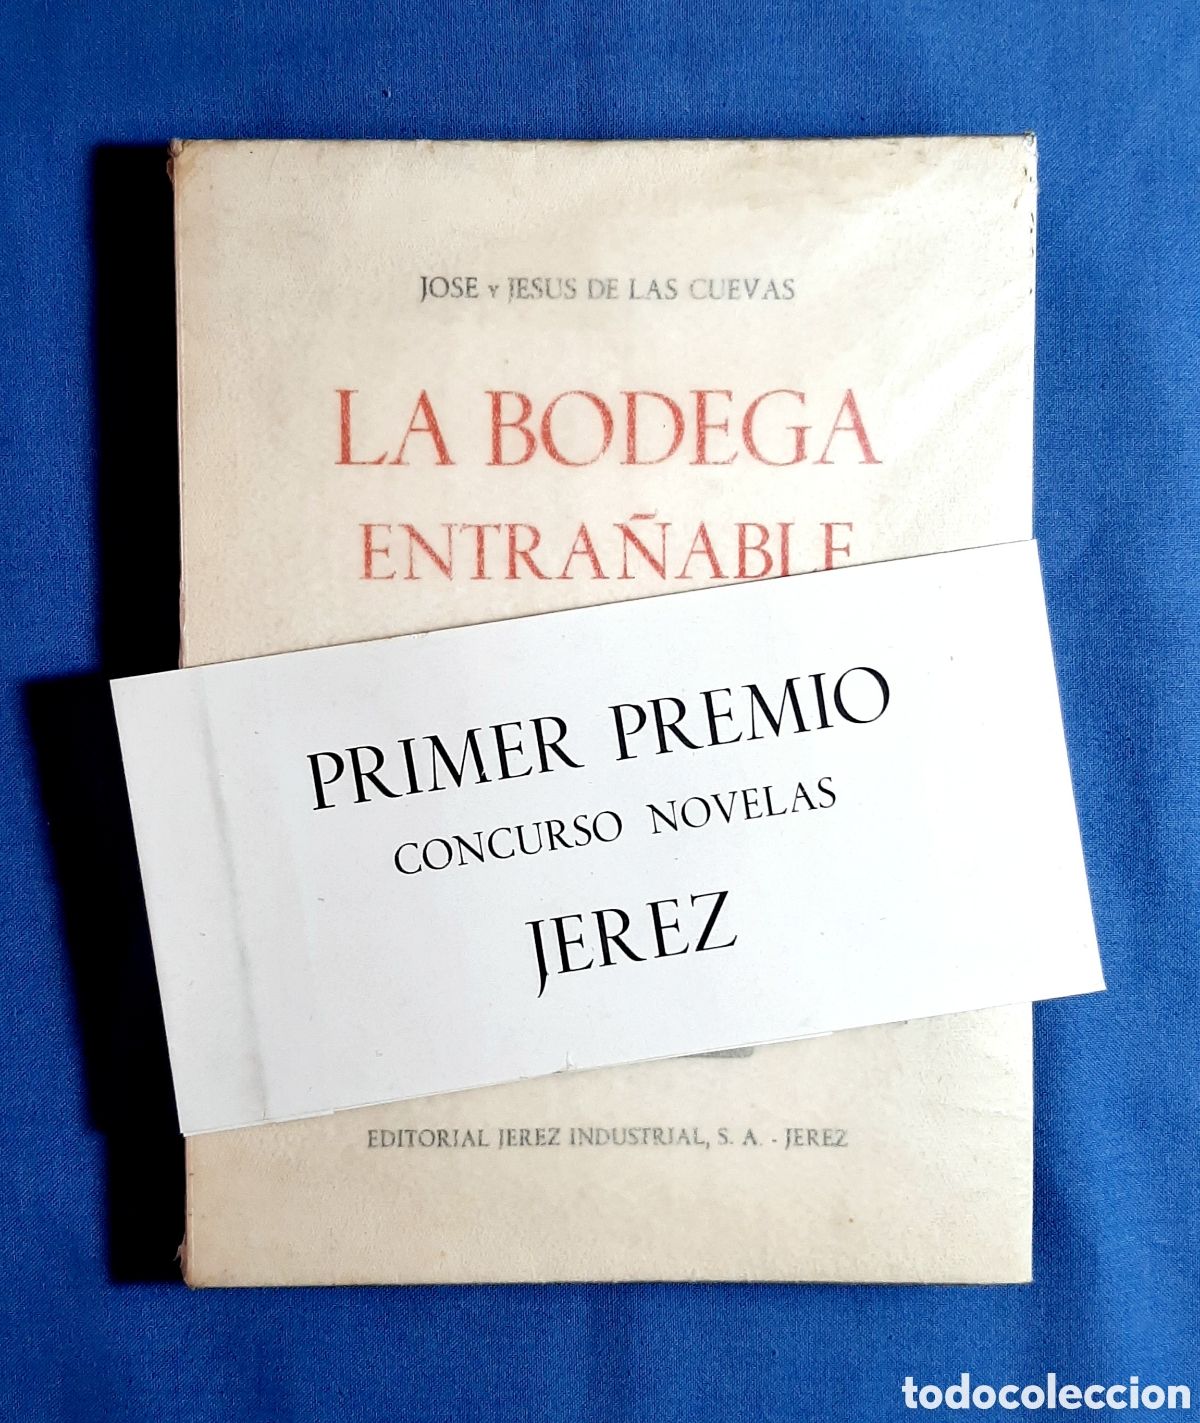 JOSE Y JESUS DE LAS CUEVAS
LA BODEGA
ENTRAÑABLE
PRIMER PREMIO
CONCURSO NOVELAS
JEREZ
EDITORIAL JEREZ INDUSTRIAL, S. A. - JEREZ
todocoleccion